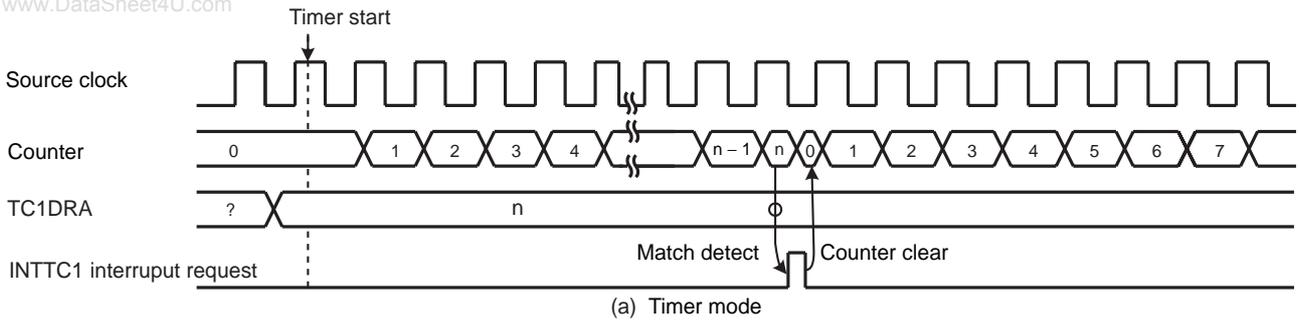 www.DataSheet4U.com
Timer start
Source clock
Counter 0 1 2 3 4 n – 1 n 0 1 2 3 4 5 6 7
TC1DRA ? n
Match detect Counter clear
INTTC1 interruput request
(a) Timer mode